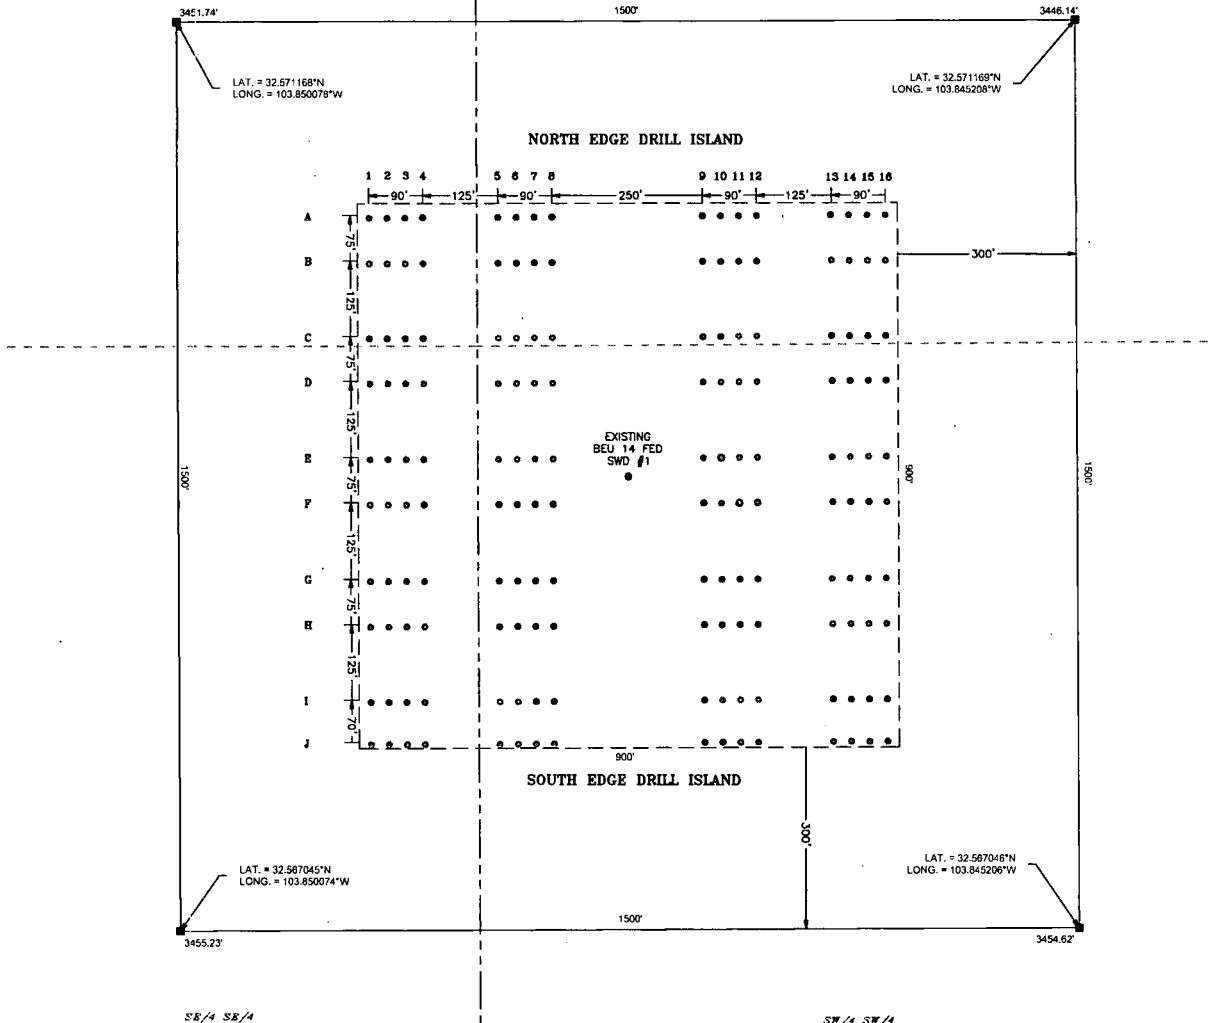 3451.74'
1500'
3446.14'
LAT. = 32.571168°N
LONG. = 103.850078°W
LAT. = 32.571169°N
LONG. = 103.845208°W
NORTH EDGE DRILL ISLAND
1 2 3 4 5 6 7 8 9 10 11 12 13 14 15 16
90' 125' 90' 250' 90' 125' 90'
A
75'
B
300'
125'
C
75'
D
125'
EXISTING
BEU 14 FED
SWD #1
E
1500'
75'
900'
1500'
F
125'
G
75'
H
125'
I
70'
J
900'
SOUTH EDGE DRILL ISLAND
300'
LAT. = 32.567045°N
LONG. = 103.850074°W
LAT. = 32.567046°N
LONG. = 103.845206°W
1500'
3455.23'
3454.62'
SE/4 SE/4
SW/4 SW/4